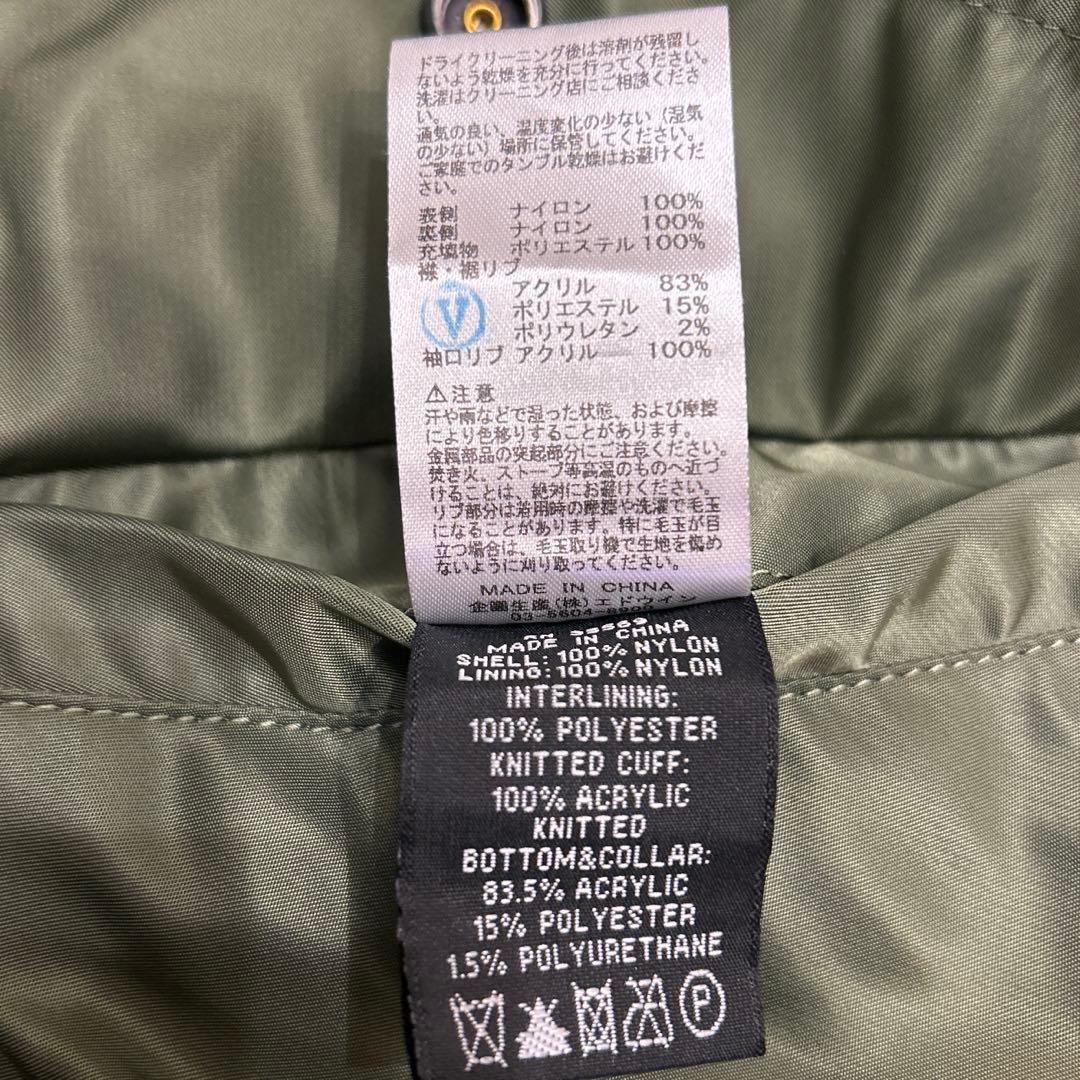 ドライクリーニング後は溶剤が残留し
ないよう乾燥を充分に行ってください。
洗濯はクリーニング店にご相談くださ
い。
通気の良い、温度変化の少ない（湿気
の少ない）場所に保管してください。
ご家庭でのタンブル乾燥はお避けくだ
さい。
表側 ナイロン 100%
裏側 ナイロン 100%
充填物 ポリエステル 100%
襟・裾リブ
アクリル 83%
V
ポリエステル 15%
ポリウレタン 2%
袖口リブ アクリル 100%
⚠注意
汗や雨などで湿った状態、および摩擦
により色移りすることがあります。
金属部品の突起部分にご注意ください。
焚き火、ストーブ等高温のものへ近づ
けることは、絶対にお避けください。
リブ部分は着用時の摩擦や洗濯で毛玉
になることがあります。特に毛玉が目
立つ場合は、毛玉取り機で生地を傷め
ないように刈り取ってください。
MADE IN CHINA
企画生産（株）エドウイン
03-5604-
MADE IN CHINA
SHELL:100% NYLON
LINING:100% NYLON
INTERLINING:
100% POLYESTER
KNITTED CUFF:
100% ACRYLIC
KNITTED
BOTTOM&COLLAR:
83.5% ACRYLIC
15% POLYESTER
1.5% POLYURETHANE
P